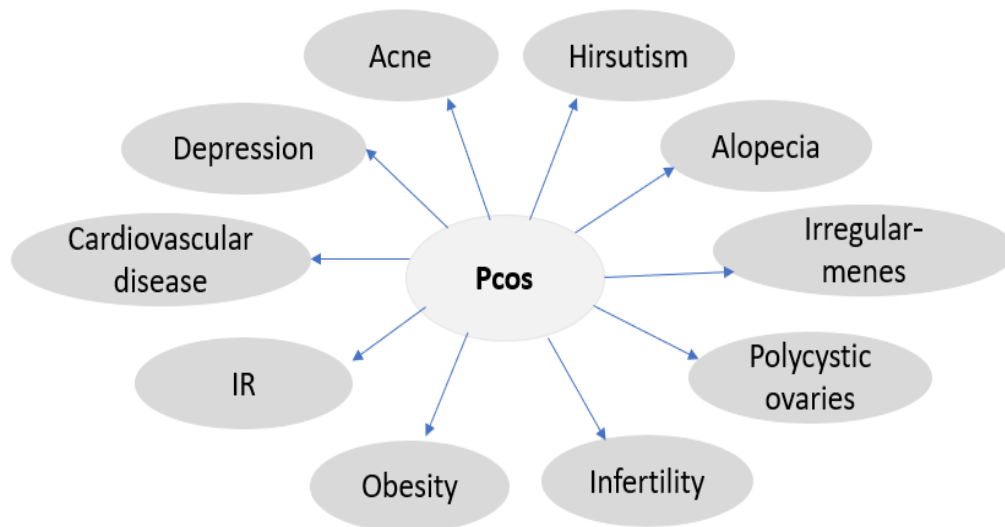 Acne
Hirsutism
Depression
Alopecia
Cardiovascular
disease
Irregular-
menes
Pcos
IR
Polycystic
ovaries
Obesity
Infertility